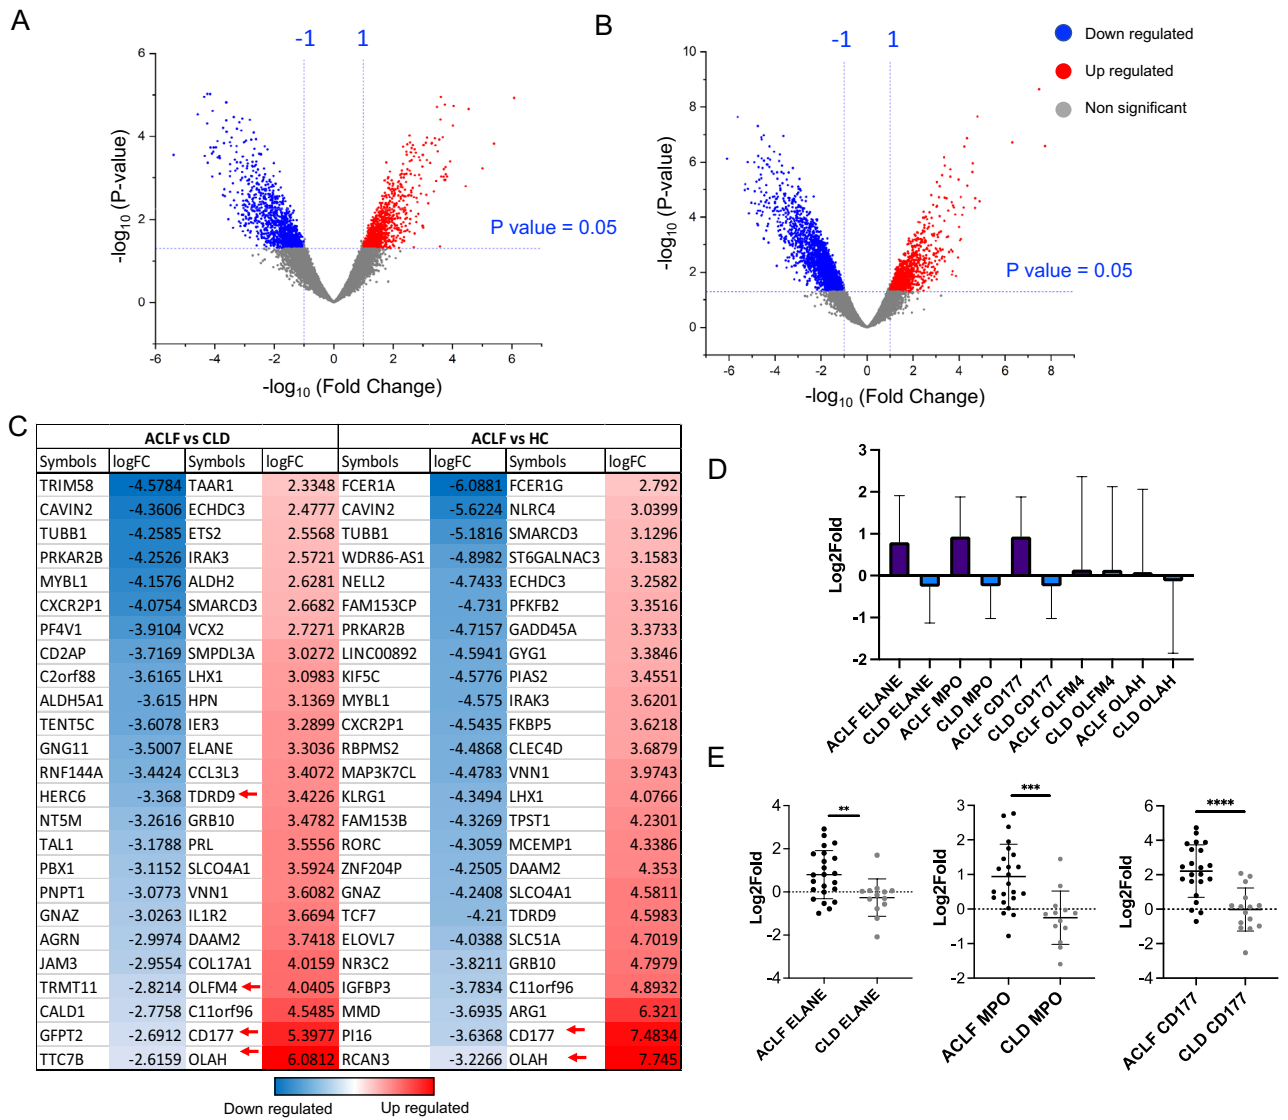 A
-1 1
6
4
2
0
-log10 (P-value)
P value = 0.05
-6 -4 -2 0 2 4 6
-log10 (Fold Change)
B
-1 1
10
8
6
4
2
0
-log10 (P-value)
P value = 0.05
-6 -4 -2 0 2 4 6 8
-log10 (Fold Change)
Down regulated
Up regulated
Non significant
C
ACLF vs CLD ACLF vs HC
Symbols logFC Symbols logFC Symbols logFC Symbols logFC
TRIM58 -4.5784 TAAR1 2.3348 FCER1A -6.0881 FCER1G 2.792
CAVIN2 -4.3606 ECHDC3 2.4777 CAVIN2 -5.6224 NLRC4 3.0399
TUBB1 -4.2585 ETS2 2.5568 TUBB1 -5.1816 SMARCD3 3.1296
PRKAR2B -4.2526 IRAK3 2.5721 WDR86-AS1 -4.8982 ST6GALNAC3 3.1583
MYBL1 -4.1576 ALDH2 2.6281 NELL2 -4.7433 ECHDC3 3.2582
CXCR2P1 -4.0754 SMARCD3 2.6682 FAM153CP -4.731 PFKFB2 3.3516
PF4V1 -3.9104 VCX2 2.7271 PRKAR2B -4.7157 GADD45A 3.3733
CD2AP -3.7169 SMPDL3A 3.0272 LINC00892 -4.5941 GYG1 3.3846
C2orf88 -3.6165 LHX1 3.0983 KIF5C -4.5776 PIAS2 3.4551
ALDH5A1 -3.615 HPN 3.1369 MYBL1 -4.575 IRAK3 3.6201
TENT5C -3.6078 IER3 3.2899 CXCR2P1 -4.5435 FKBP5 3.6218
GNG11 -3.5007 ELANE 3.3036 RBPMS2 -4.4868 CLEC4D 3.6879
RNF144A -3.4424 CCL3L3 3.4072 MAP3K7CL -4.4783 VNN1 3.9743
HERC6 -3.368 TDRD9 3.4226 KLRG1 -4.3494 LHX1 4.0766
NT5M -3.2616 GRB10 3.4782 FAM153B -4.3269 TPST1 4.2301
TAL1 -3.1788 PRL 3.5556 RORC -4.3059 MCEMP1 4.3386
PBX1 -3.1152 SLCO4A1 3.5924 ZNF204P -4.2505 DAAM2 4.353
PNPT1 -3.0773 VNN1 3.6082 GNAZ -4.2408 SLCO4A1 4.5811
GNAZ -3.0263 IL1R2 3.6694 TCF7 -4.21 TDRD9 4.5983
AGRN -2.9974 DAAM2 3.7418 ELOVL7 -4.0388 SLC51A 4.7019
JAM3 -2.9554 COL17A1 4.0159 NR3C2 -3.8211 GRB10 4.7979
TRMT11 -2.8214 OLFM4 4.0405 IGFBP3 -3.7834 C11orf96 4.8932
CALD1 -2.7758 C11orf96 4.5485 MMD -3.6935 ARG1 6.321
GFPT2 -2.6912 CD177 5.3977 PI16 -3.6368 CD177 7.4834
TTC7B -2.6159 OLAH 6.0812 RCAN3 -3.2266 OLAH 7.745
Down regulated Up regulated
D
3
2
1
0
-1
-2
Log2Fold
ACLF ELANE
CLD ELANE
ACLF MPO
CLD MPO
ACLF CD177
CLD CD177
ACLF OLFM4
CLD OLFM4
ACLF OLAH
CLD OLAH
E
4
2
0
-2
-4
Log2Fold
**
ACLF ELANE
CLD ELANE
3
2
1
0
-1
-2
Log2Fold
***
ACLF MPO
CLD MPO
6
4
2
0
-2
-4
Log2Fold
****
ACLF CD177
CLD CD177